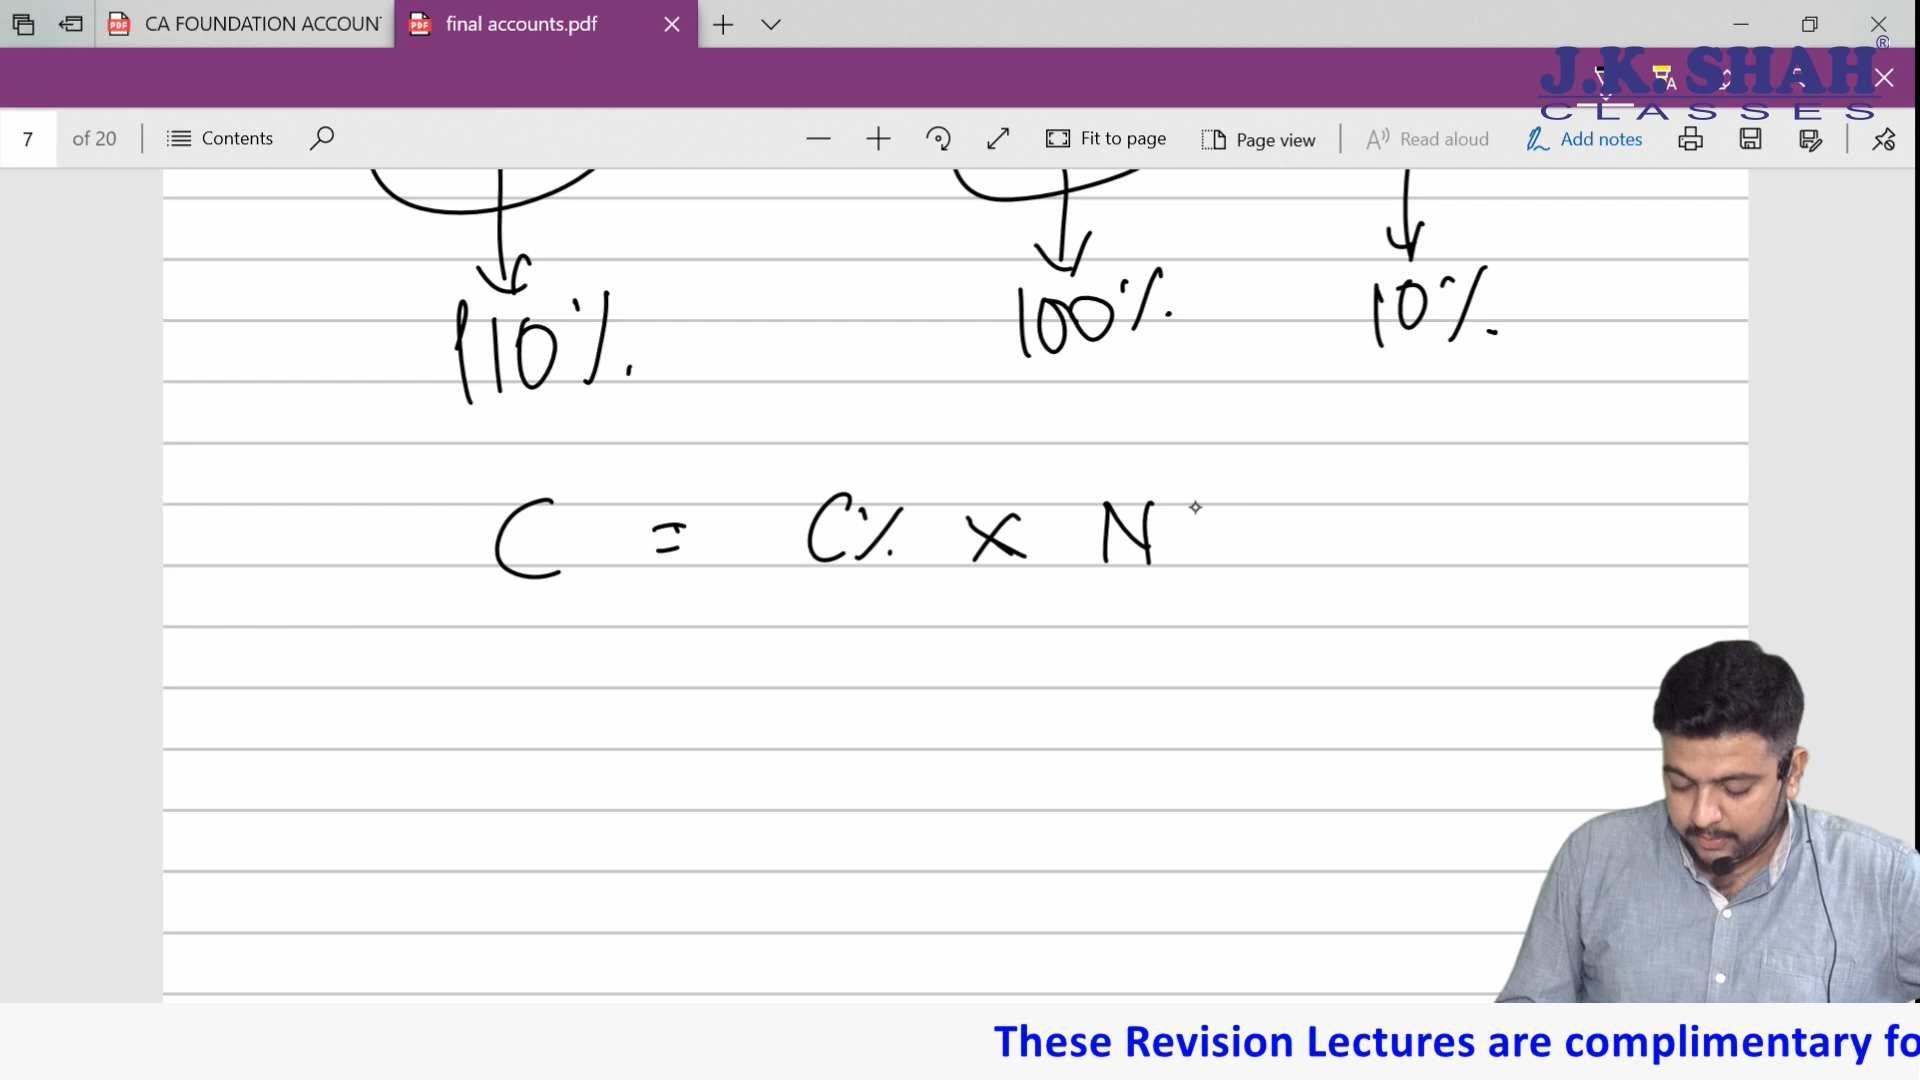 CA FOUNDATION ACCOUN
final accounts.pdf
J.K. SHAH®
CLASSES
7 of 20
Contents
Fit to page
Page view
Read aloud
Add notes
110%.
100%.
10%.
C = C% × N
These Revision Lectures are complimentary fo